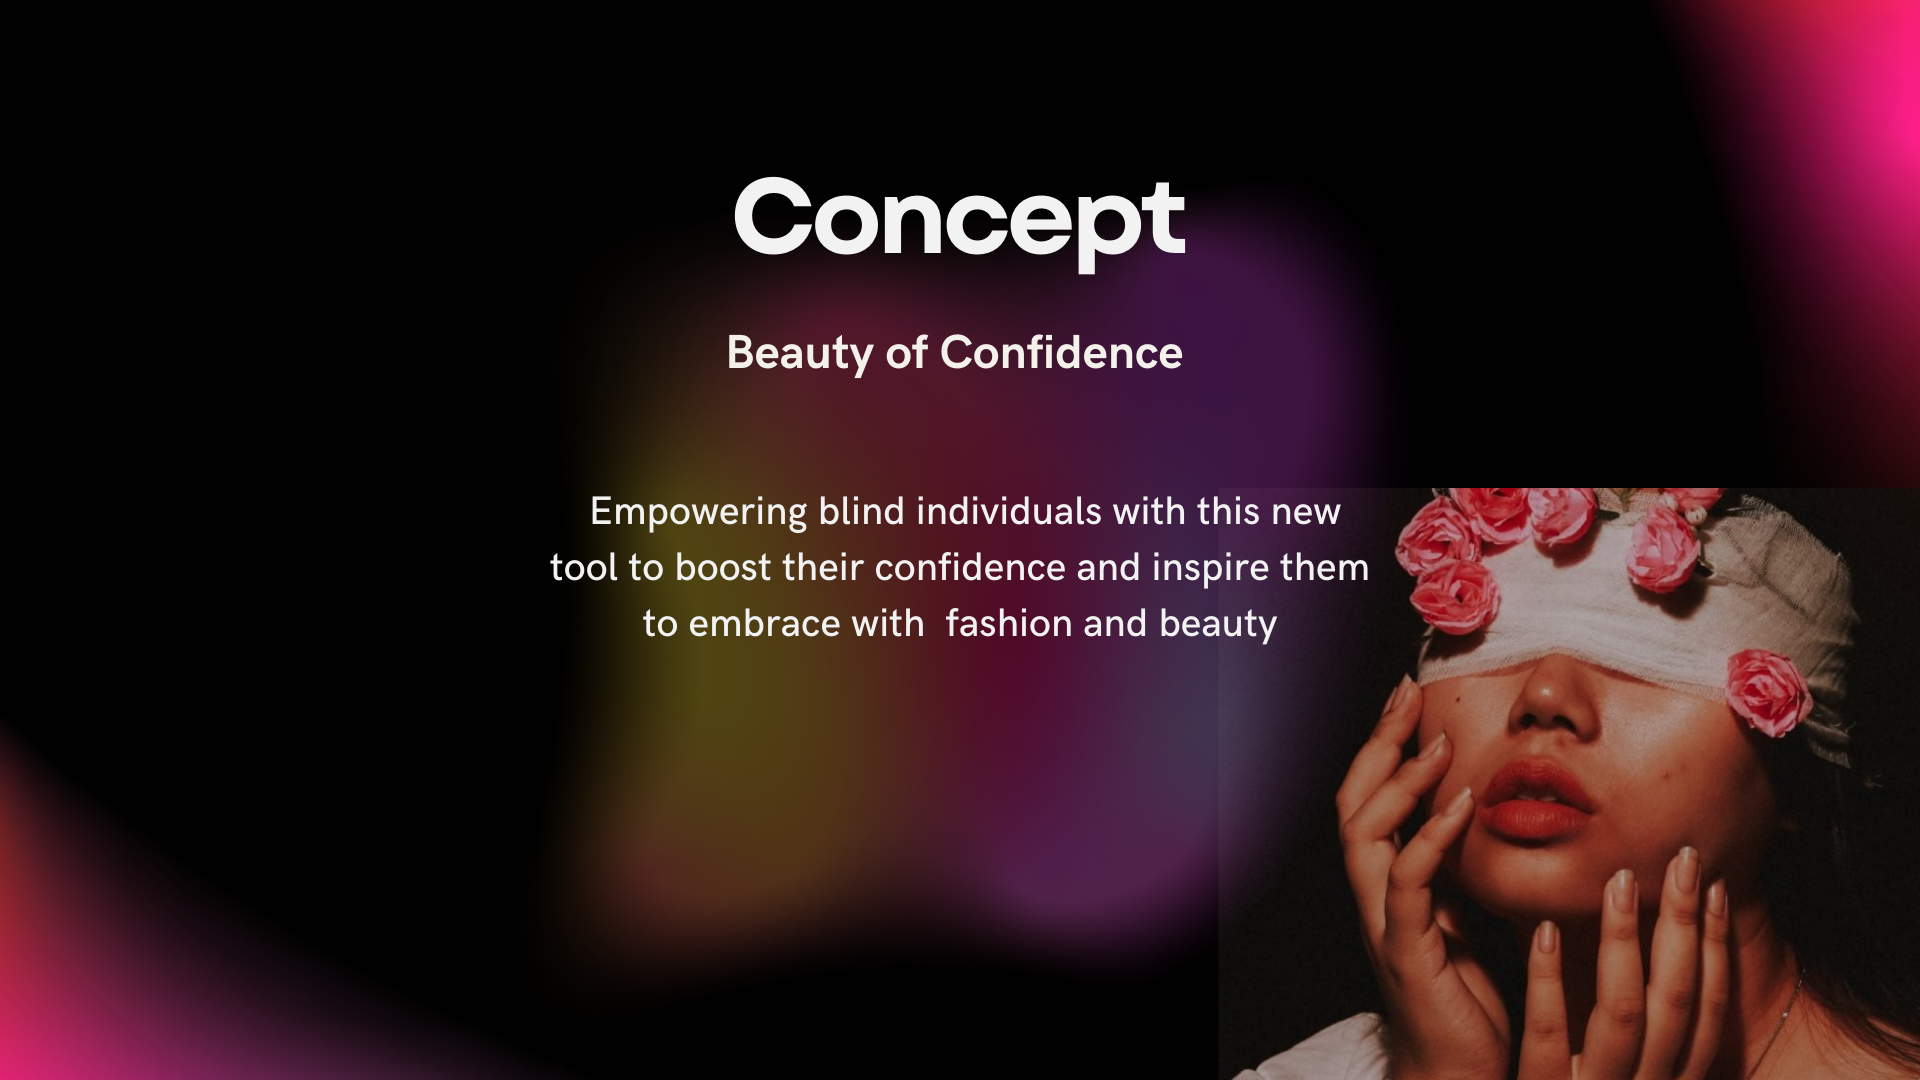 Concept
Beauty of Confidence
Empowering blind individuals with this new
tool to boost their confidence and inspire them
to embrace with  fashion and beauty